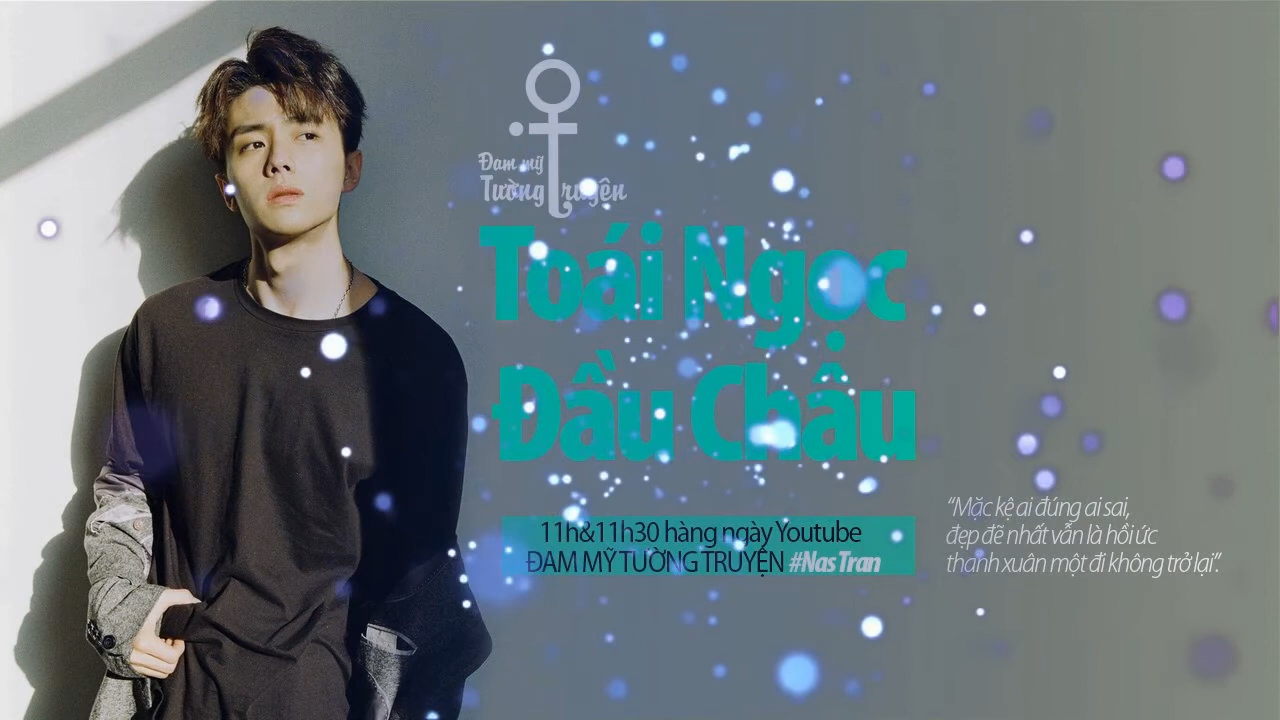 Đam mỹ
Tường Truyện
Toái Ngọc
Đầu Châu
11h&11h30 hàng ngày Youtube
ĐAM MỸ TƯỜNG TRUYỆN #Nas Tran
“Mặc kệ ai đúng ai sai,
đẹp đẽ nhất vẫn là hồi ức
thanh xuân một đi không trở lại”.